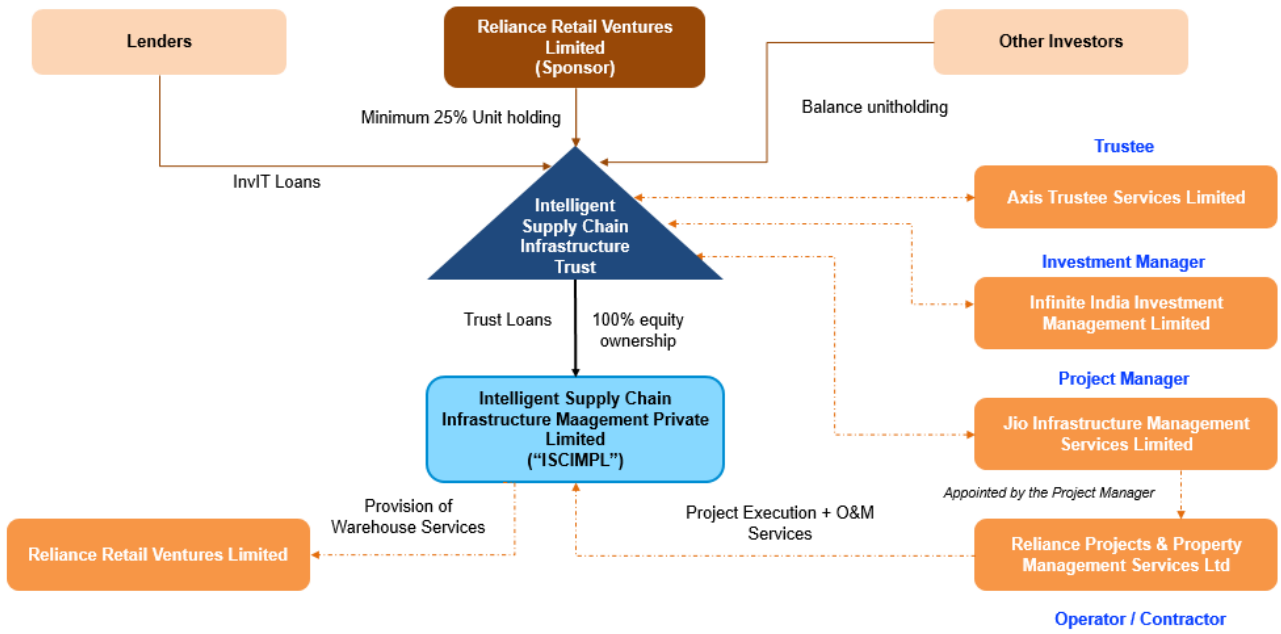 Lenders
Reliance Retail Ventures
Limited
(Sponsor)
Other Investors
Minimum 25% Unit holding
Balance unitholding
InvIT Loans
Trustee
Axis Trustee Services Limited
Intelligent
Supply Chain
Infrastructure
Trust
Investment Manager
Infinite India Investment
Management Limited
Trust Loans
100% equity
ownership
Project Manager
Jio Infrastructure Management
Services Limited
Intelligent Supply Chain
Infrastructure Maagement Private
Limited
(“ISCIMPL”)
Appointed by the Project Manager
Provision of
Warehouse Services
Project Execution + O&M
Services
Reliance Retail Ventures Limited
Reliance Projects & Property
Management Services Ltd
Operator / Contractor